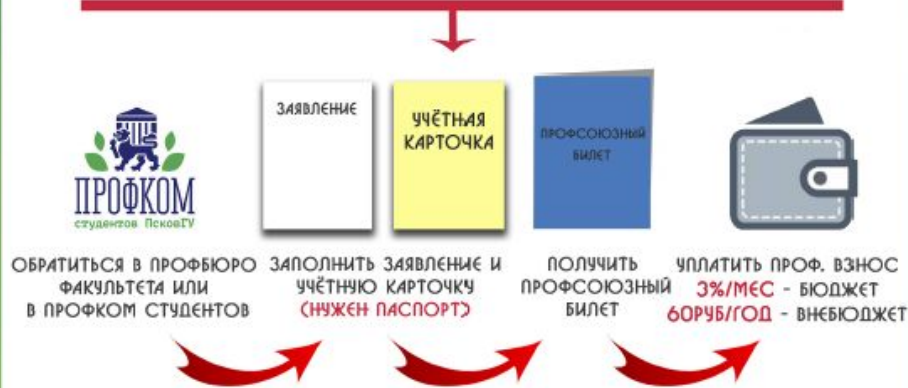 ЗАЯВЛЕНИЕ
УЧЁТНАЯ
КАРТОЧКА
ПРОФСОЮЗНЫЙ
БИЛЕТ
ПРОФКОМ
студентов ПсковГУ
ОБРАТИТЬСЯ В ПРОФБЮРО
ФАКУЛЬТЕТА ИЛИ
В ПРОФКОМ СТУДЕНТОВ
ЗАПОЛНИТЬ ЗАЯВЛЕНИЕ И
УЧЁТНУЮ КАРТОЧКУ
(НУЖЕН ПАСПОРТ)
ПОЛУЧИТЬ
ПРОФСОЮЗНЫЙ
БИЛЕТ
УПЛАТИТЬ ПРОФ. ВЗНОС
3%/МЕС - БЮДЖЕТ
60РУБ/ГОД - ВНЕБЮДЖЕТ